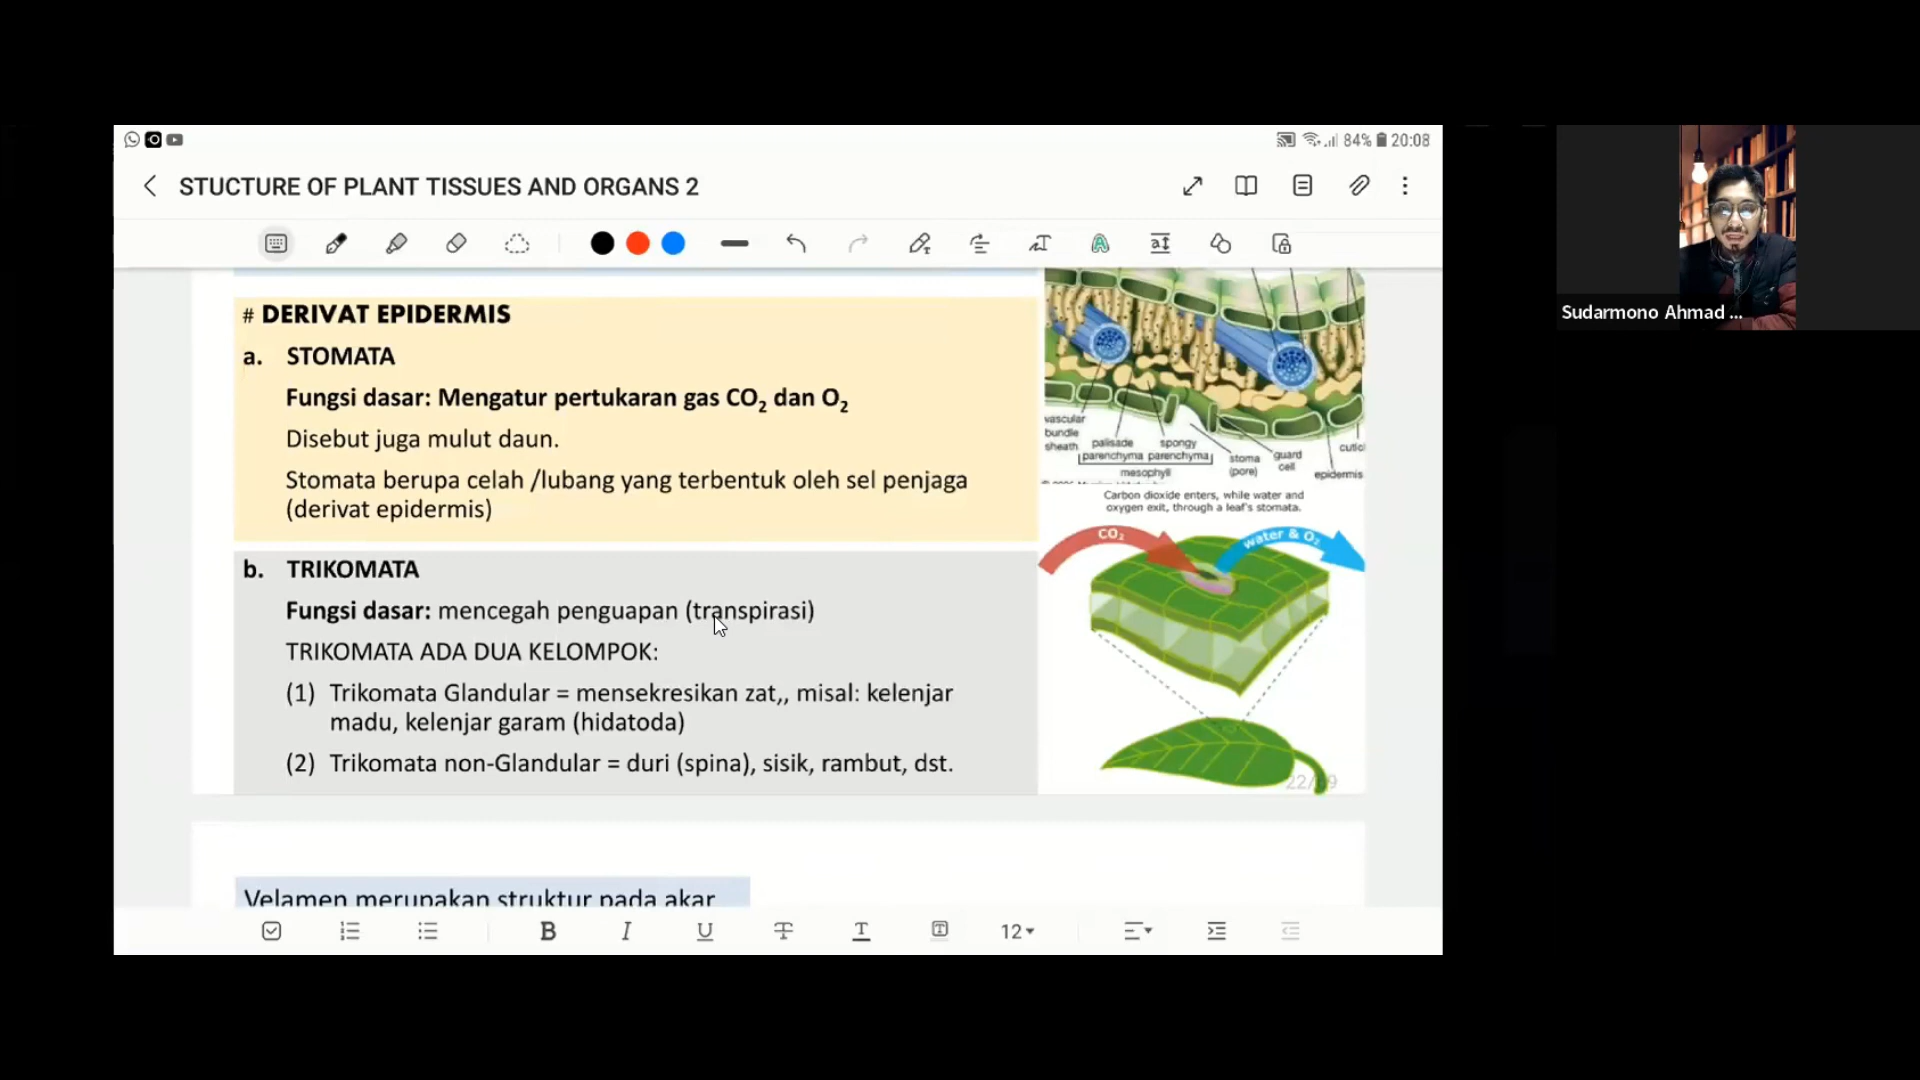 84% 20:08
STUCTURE OF PLANT TISSUES AND ORGANS 2
# DERIVAT EPIDERMIS
a. STOMATA
Fungsi dasar: Mengatur pertukaran gas CO₂ dan O₂
Disebut juga mulut daun.
Stomata berupa celah /lubang yang terbentuk oleh sel penjaga
(derivat epidermis)
b. TRIKOMATA
Fungsi dasar: mencegah penguapan (transpirasi)
TRIKOMATA ADA DUA KELOMPOK:
(1) Trikomata Glandular = mensekresikan zat,, misal: kelenjar
madu, kelenjar garam (hidatoda)
(2) Trikomata non-Glandular = duri (spina), sisik, rambut, dst.
vascular
bundle
sheath
palisade
parenchyma
spongy
parenchyma
mesophyll
stoma
(pore)
guard
cell
epidermis
Carbon dioxide enters, while water and
oxygen exit, through a leaf's stomata.
CO₂
water & O₂
Velamen merupakan struktur pada akar
B I U T T T 12
Sudarmono Ahmad ...